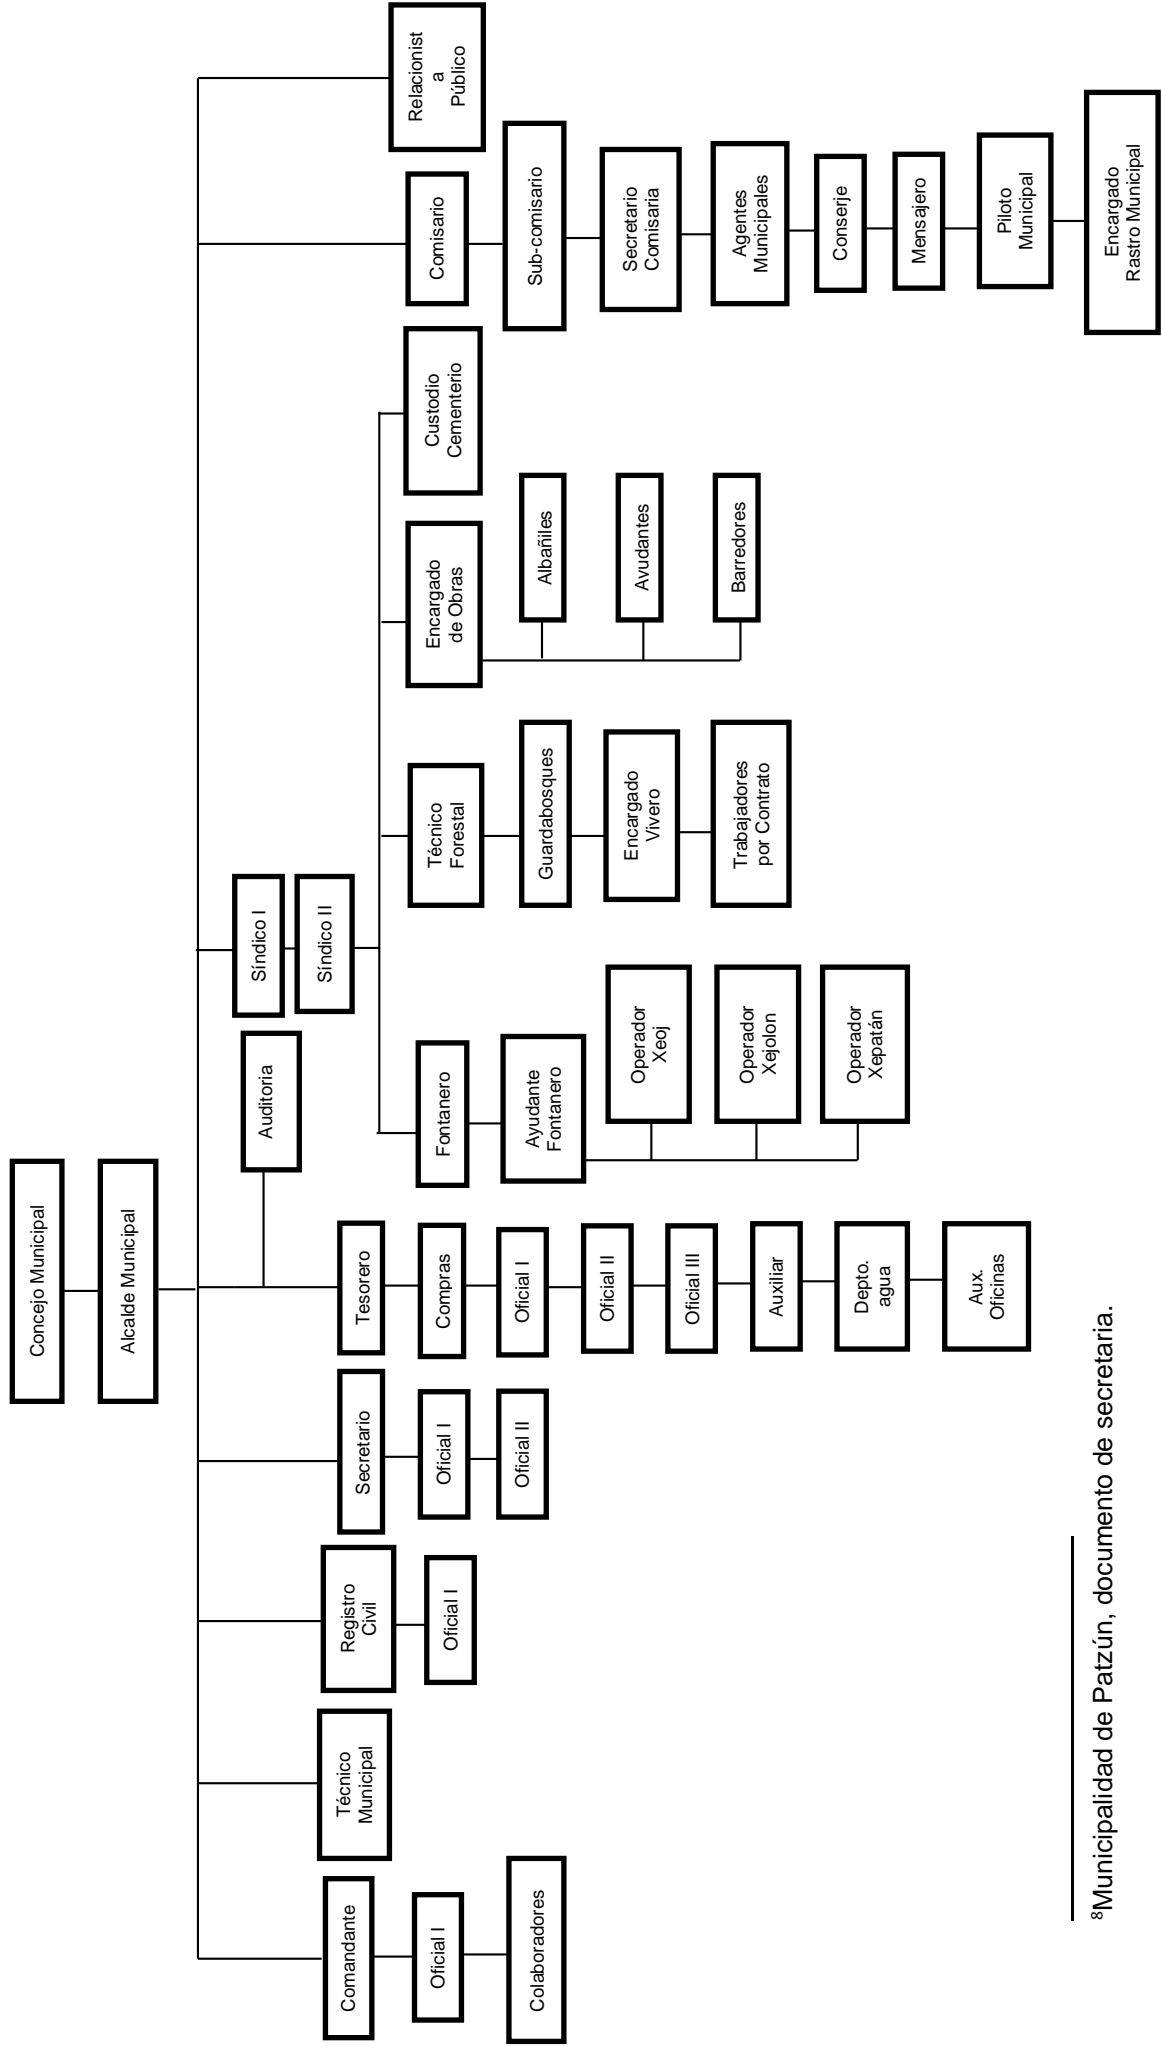 Concejo Municipal
Alcalde Municipal
Auditoria
Síndico I
Síndico II
Comandante
Oficial I
Colaboradores
Técnico
Municipal
Registro
Civil
Oficial I
Secretario
Oficial I
Oficial II
Tesorero
Compras
Oficial I
Oficial II
Oficial III
Auxiliar
Depto.
agua
Aux.
Oficinas
Fontanero
Ayudante
Fontanero
Operador
Xeoj
Operador
Xejolon
Operador
Xepatán
Técnico
Forestal
Guardabosques
Encargado
Vivero
Trabajadores
por Contrato
Encargado
de Obras
Albañiles
Avudantes
Barredores
Custodio
Cementerio
Comisario
Sub-comisario
Secretario
Comisaria
Agentes
Municipales
Conserje
Mensajero
Piloto
Municipal
Encargado
Rastro Municipal
Relacionist
a
Público
⁸Municipalidad de Patzún, documento de secretaria.